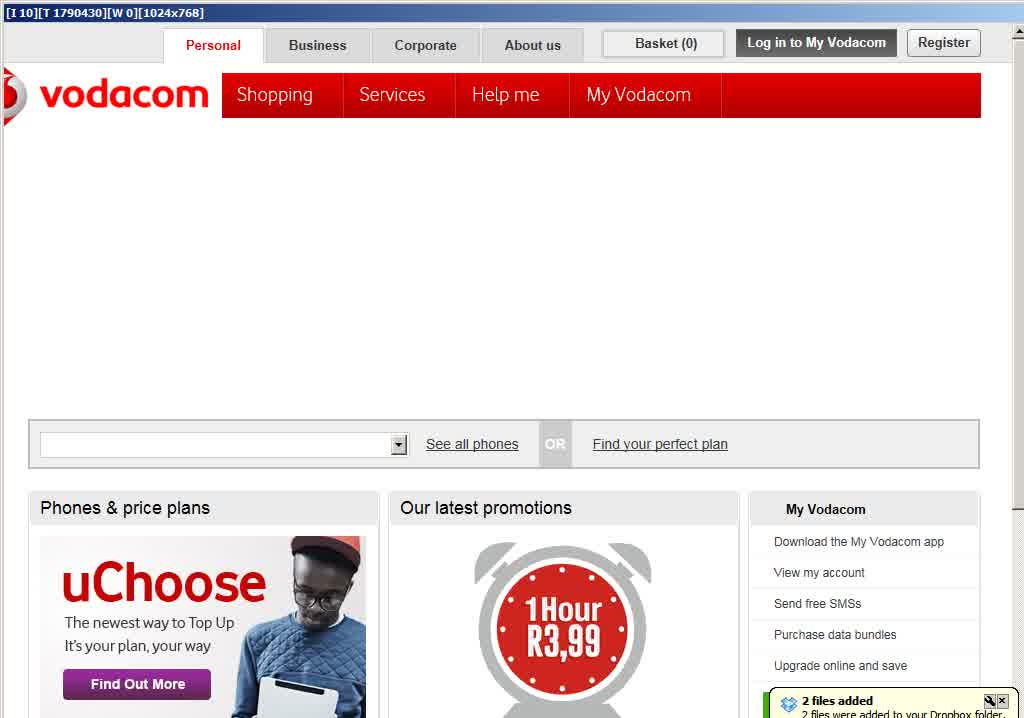 [I 10][T 1790430][W 0][1024x768]
Personal
Business
Corporate
About us
Basket (0)
Log in to My Vodacom
Register
vodacom
Shopping
Services
Help me
My Vodacom
See all phones
OR
Find your perfect plan
Phones & price plans
uChoose
The newest way to Top Up
It's your plan, your way
Find Out More
Our latest promotions
1 Hour
R3,99
My Vodacom
Download the My Vodacom app
View my account
Send free SMSs
Purchase data bundles
Upgrade online and save
2 files added
2 files were added to your Dropbox folder.